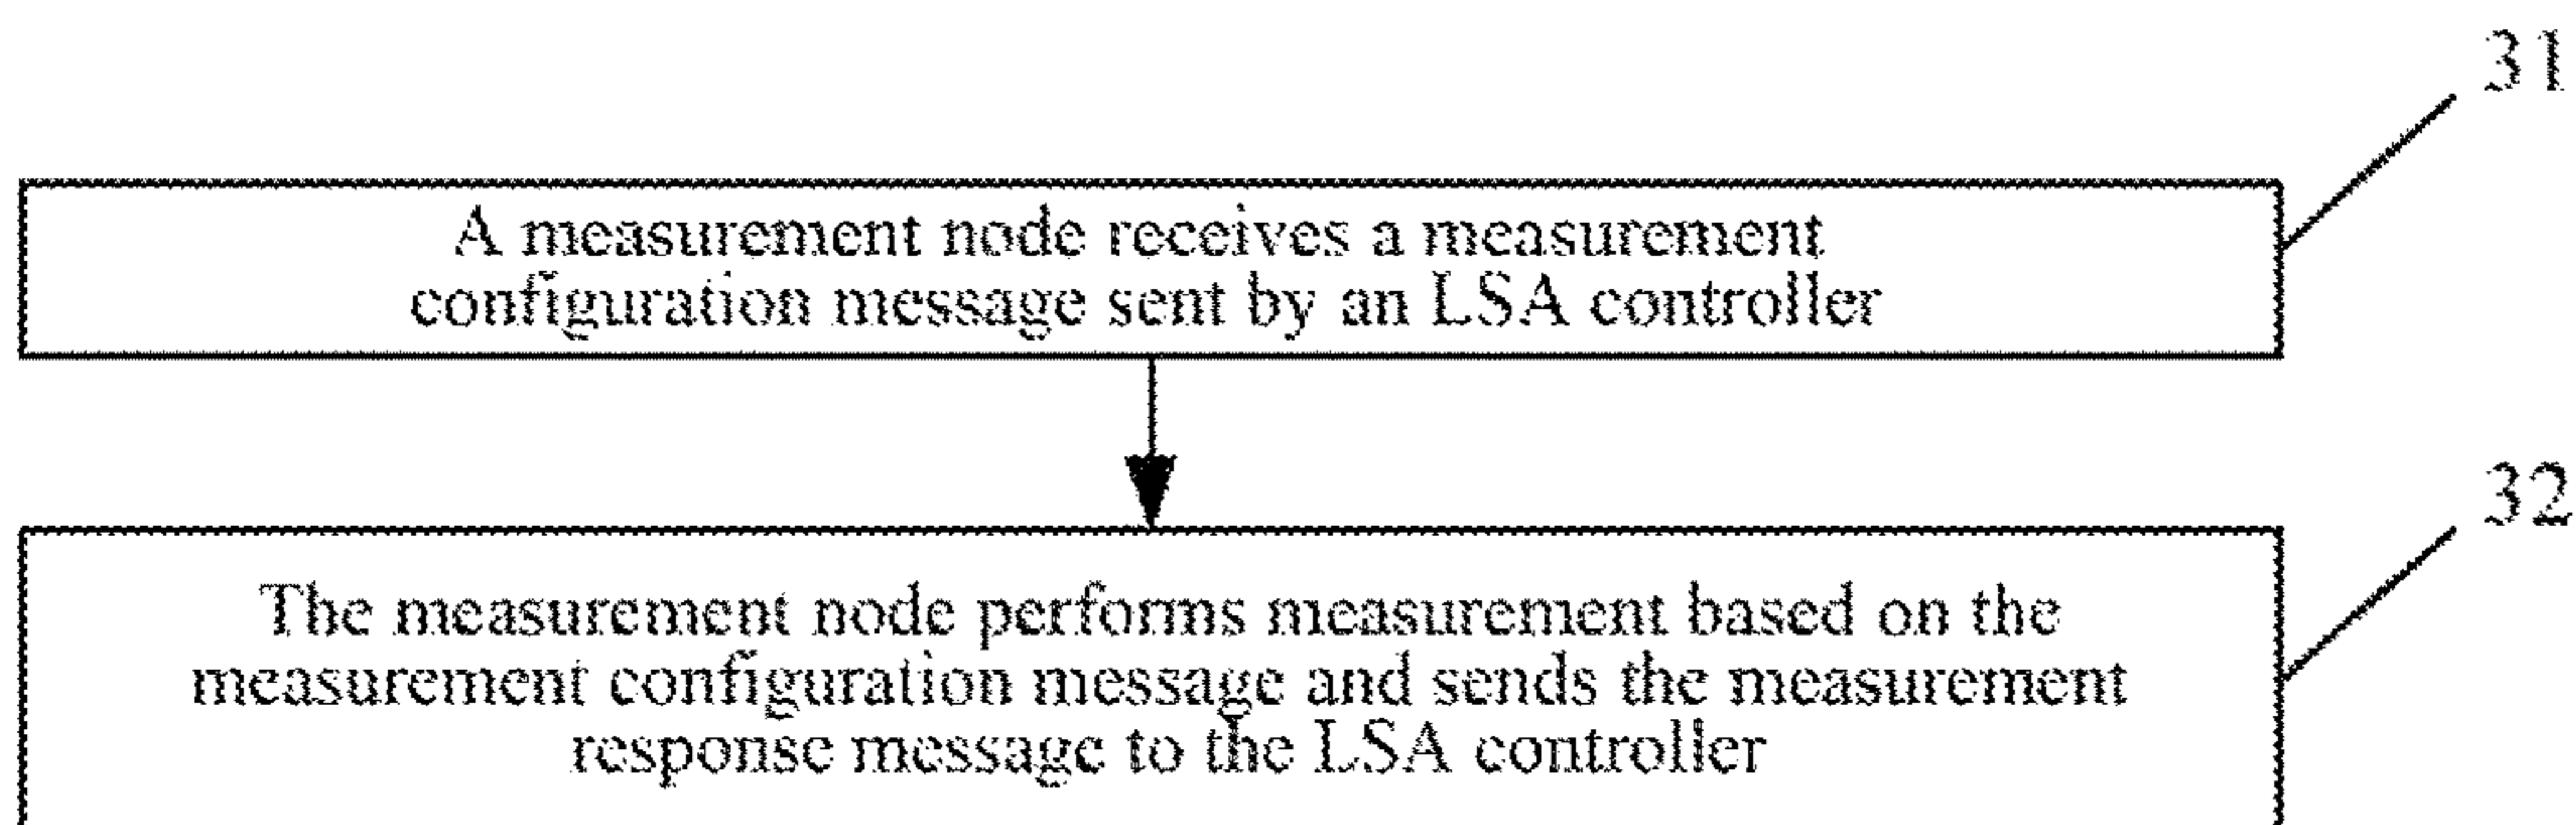 31
A measurement node receives a measurement
configuration message sent by an LSA controller
32
The measurement node performs measurement based on the
measurement configuration message and sends the measurement
response message to the LSA controller